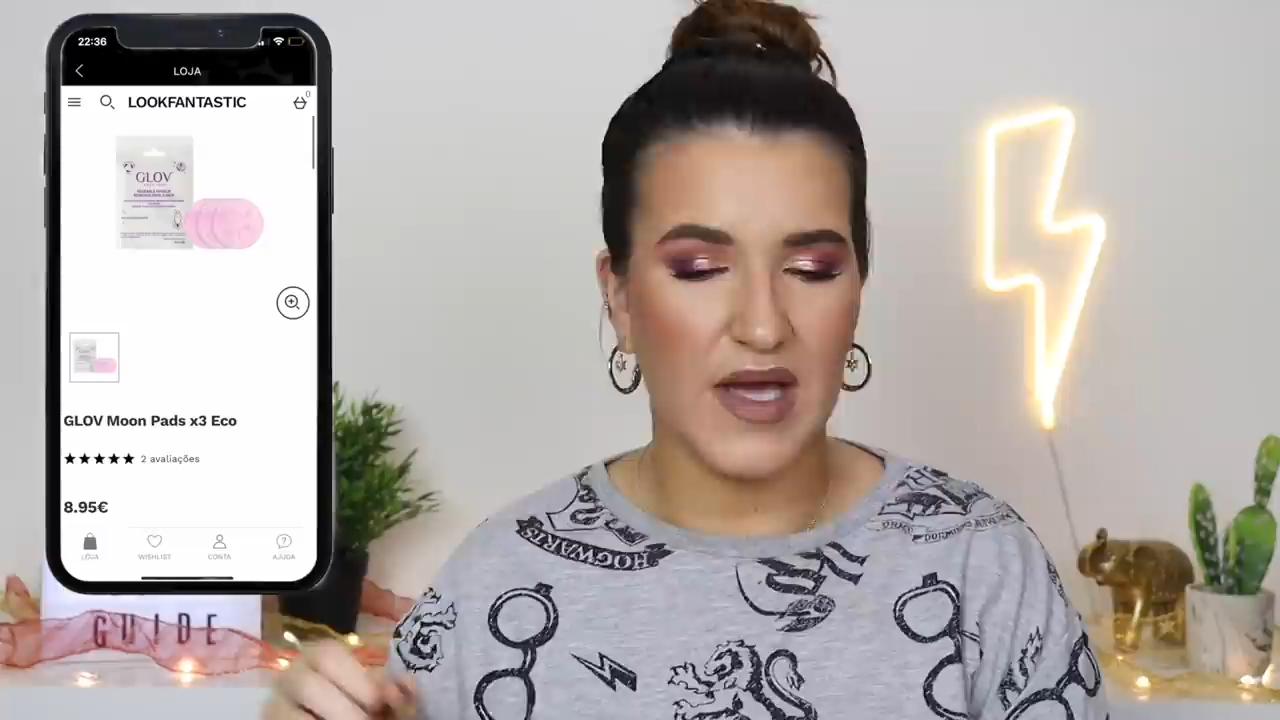 22:36
LOJA
LOOKFANTASTIC
0
GLOV
GLOV Moon Pads x3 Eco
2 avaliações
8.95€
LOJA
WISHLIST
CONTA
AJUDA
GUIDE
HOGWARTS